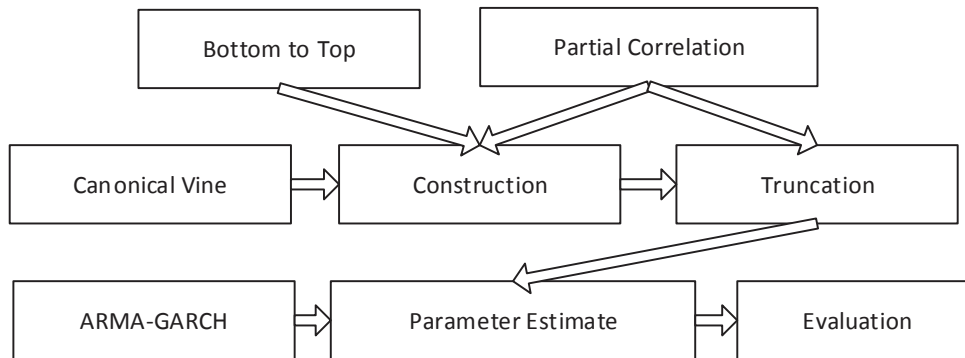 Bottom to Top
Partial Correlation
Canonical Vine
Construction
Truncation
ARMA-GARCH
Parameter Estimate
Evaluation